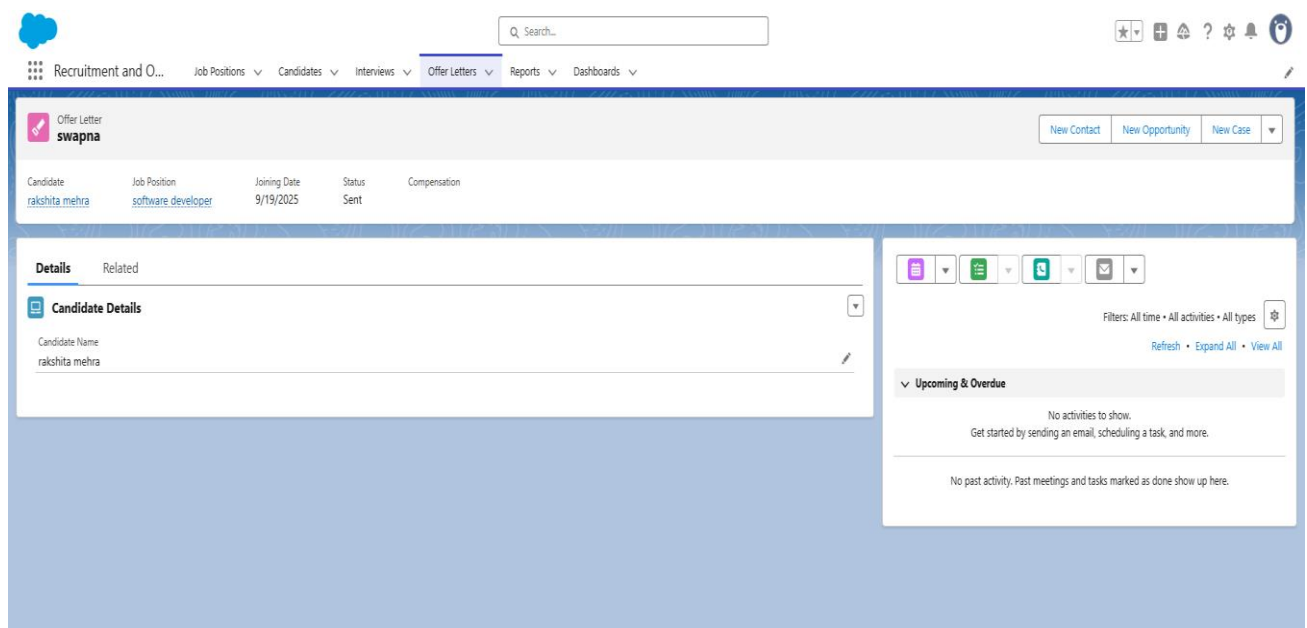 Search...
Recruitment and O... Job Positions Candidates Interviews Offer Letters Reports Dashboards
Offer Letter
swapna
New Contact New Opportunity New Case
Candidate Job Position Joining Date Status Compensation
rakshita mehra software developer 9/19/2025 Sent
Details Related
Candidate Details
Candidate Name
rakshita mehra
Filters: All time • All activities • All types
Refresh • Expand All • View All
Upcoming & Overdue
No activities to show.
Get started by sending an email, scheduling a task, and more.
No past activity. Past meetings and tasks marked as done show up here.